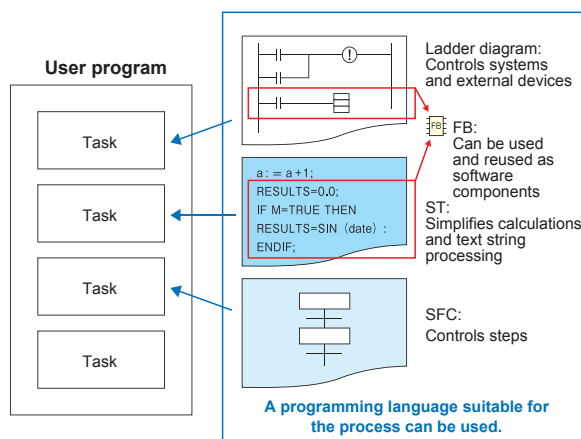 User program
Task
Task
Task
Task
Ladder diagram:
Controls systems
and external devices
FB
FB:
Can be used
and reused as
software
components
a：＝a+1;
RESULTS=0.0;
IF M=TRUE THEN
RESULTS=SIN（date）:
ENDIF;
ST:
Simplifies calculations
and text string
processing
SFC:
Controls steps
A programming language suitable for
the process can be used.